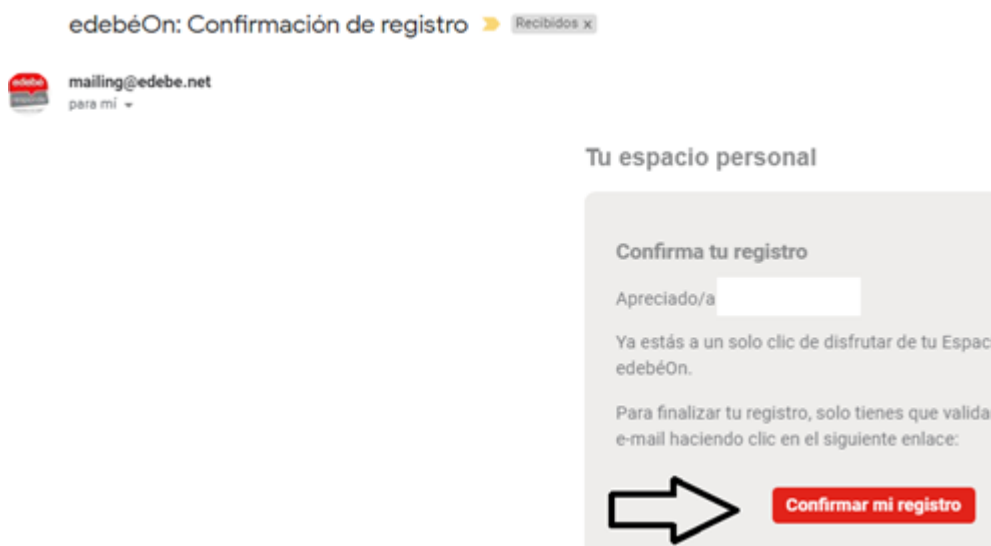 edebéOn: Confirmación de registro Recibidos x
edebe
mailing@edebe.net
para mí
Tu espacio personal
Confirma tu registro
Apreciado/a
Ya estás a un solo clic de disfrutar de tu Espac
edebéOn.
Para finalizar tu registro, solo tienes que valida
e-mail haciendo clic en el siguiente enlace:
Confirmar mi registro